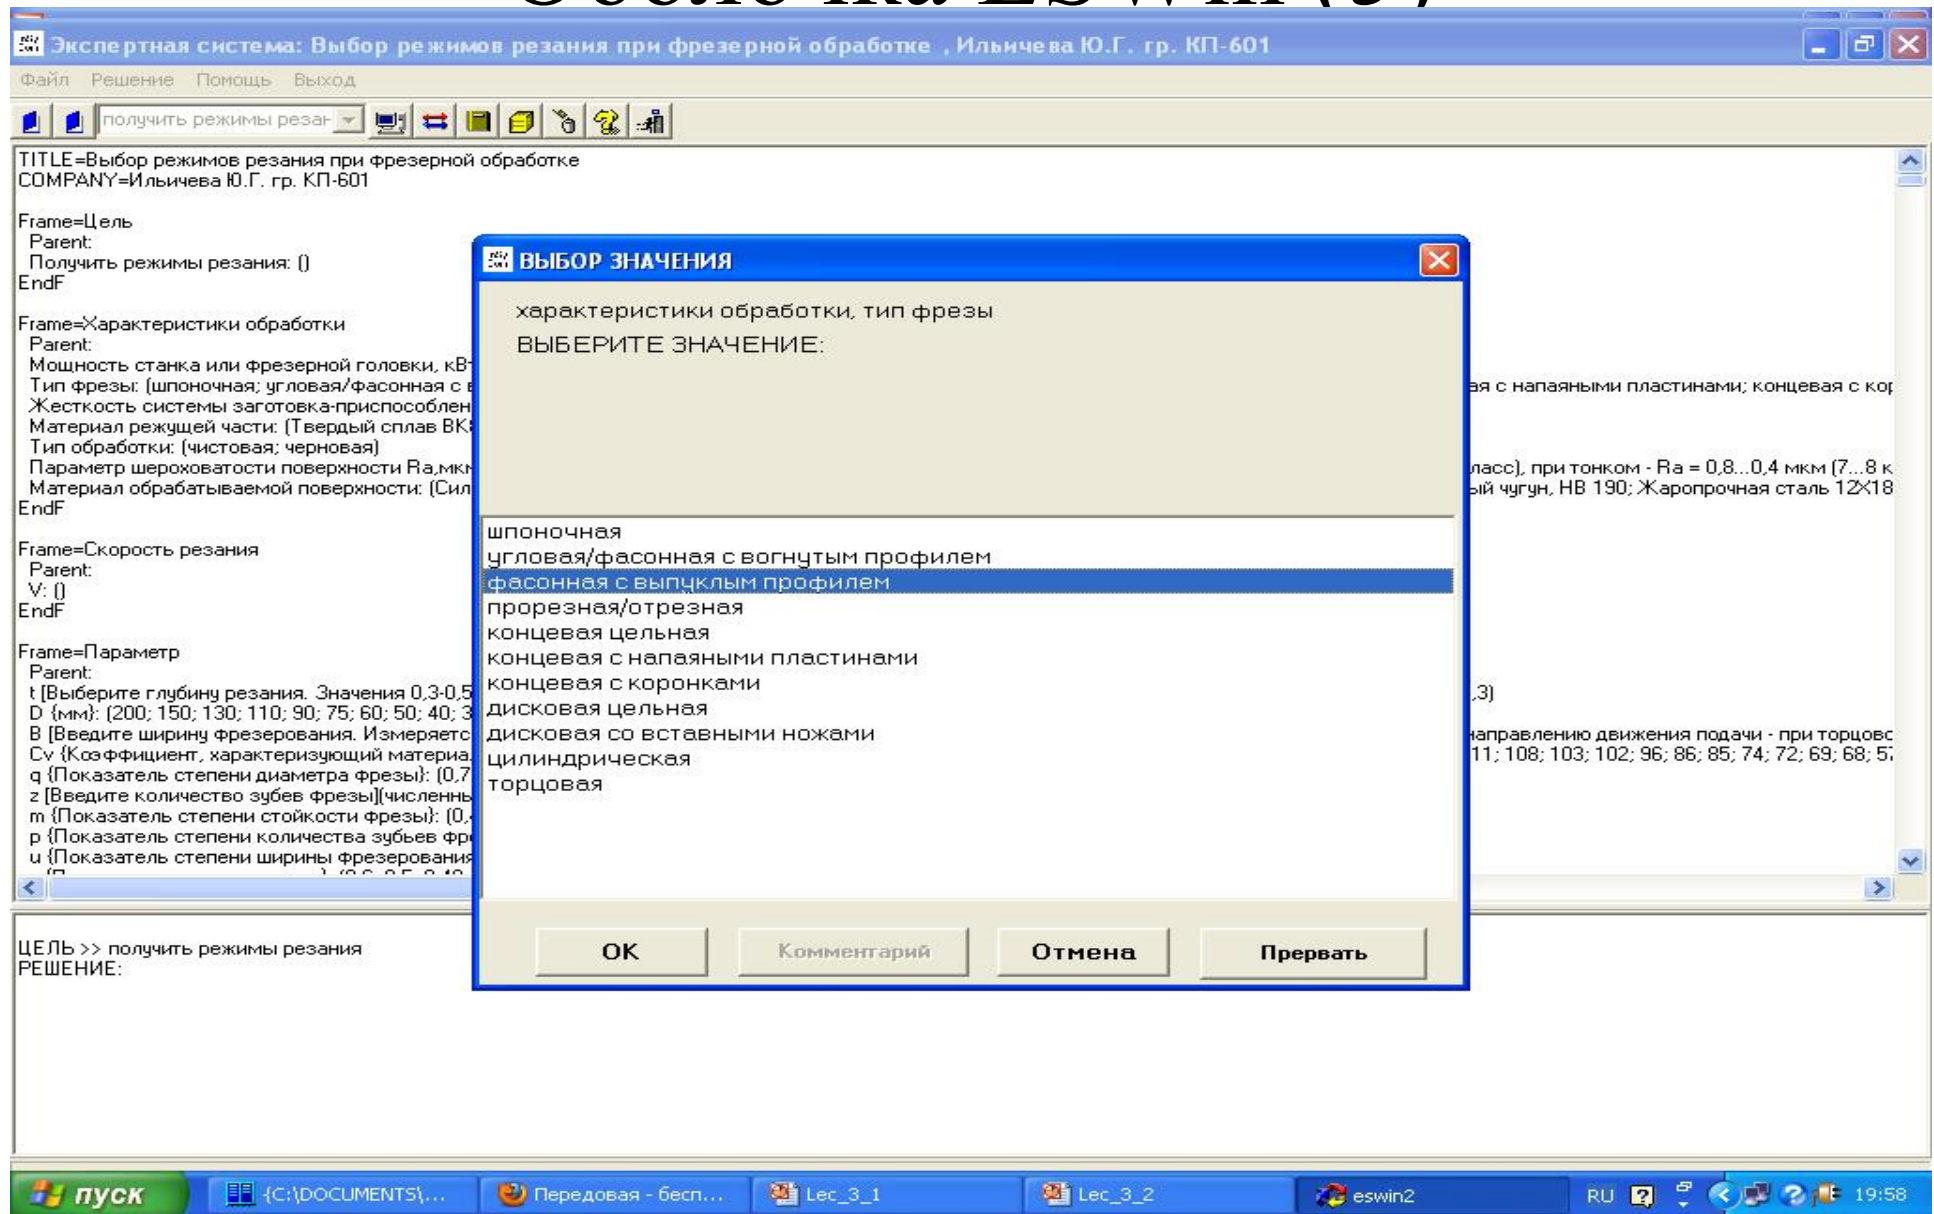 Оболочка ESWin (3)
Экспертная система: Выбор режимов резания при фрезерной обработке , Ильичева Ю.Г. гр. КП-601
Файл Решение Помощь Выход
получить режимы резан
TITLE=Выбор режимов резания при фрезерной обработке
COMPANY=Ильичева Ю.Г. гр. КП-601
Frame=Цель
Parent:
Получить режимы резания: ()
EndF
Frame=Характеристики обработки
Parent:
Мощность станка или фрезерной головки, кВт
Тип фрезы: (шпоночная; угловая/фасонная с в
ая с напаяными пластинами; концевая с кор
Жесткость системы заготовка-приспособлен
Материал режущей части: (Твердый сплав ВК8
Тип обработки: (чистовая; черновая)
Параметр шероховатости поверхности Ra,мкм
ласс), при тонком - Ra = 0,8...0,4 мкм (7...8 к
Материал обрабатываемой поверхности: (Сил
ый чугун, НВ 190; Жаропрочная сталь 12Х18
EndF
Frame=Скорость резания
Parent:
V: ()
EndF
Frame=Параметр
Parent:
t [Выберите глубину резания. Значения 0,3-0,5
,3)
D {мм}: (200; 150; 130; 110; 90; 75; 60; 50; 40; 3
B [Введите ширину фрезерования. Измеряетс
направлению движения подачи - при торцовс
Cv {Коэффициент, характеризующий материа
11; 108; 103; 102; 96; 86; 85; 74; 72; 69; 68; 5
q {Показатель степени диаметра фрезы}: (0,7
z [Введите количество зубев фрезы](численны
m {Показатель стойкости фрезы}: (0,
p {Показатель степени количества зубьев фр
u {Показатель степени ширины фрезерования
ВЫБОР ЗНАЧЕНИЯ
характеристики обработки, тип фрезы
ВЫБЕРИТЕ ЗНАЧЕНИЕ:
шпоночная
угловая/фасонная с вогнутым профилем
фасонная с выпуклым профилем
прорезная/отрезная
концевая цельная
концевая с напаяными пластинами
концевая с коронками
дисковая цельная
дисковая со вставными ножами
цилиндрическая
торцовая
OK Комментарий Отмена Прервать
ЦЕЛЬ >> получить режимы резания
РЕШЕНИЕ:
пуск {C:\DOCUMENTS\... Передовая - бесп... Lec_3_1 Lec_3_2 eswin2 RU 19:58